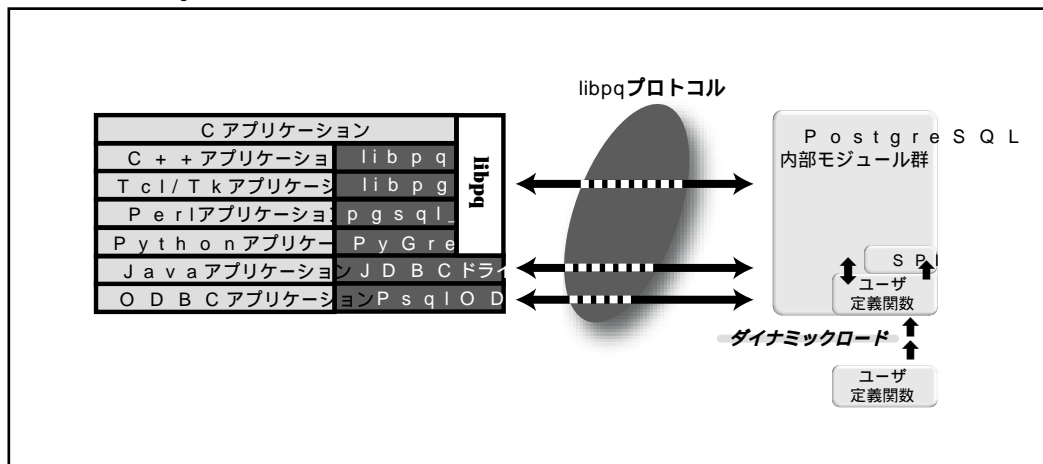 libpqプロトコル
Cアプリケーション
C++アプリケーショ
libpq
Tcl/Tkアプリケーシ
libpg
Perlアプリケーション
pgsql_
Pythonアプリケー
PyGre
Javaアプリケーション
JDBCドライ
ODBCアプリケーション
PsqlOD
libpq
PostgreSQL
内部モジュール群
SPI
ユーザ
定義関数
ダイナミックロード
ユーザ
定義関数